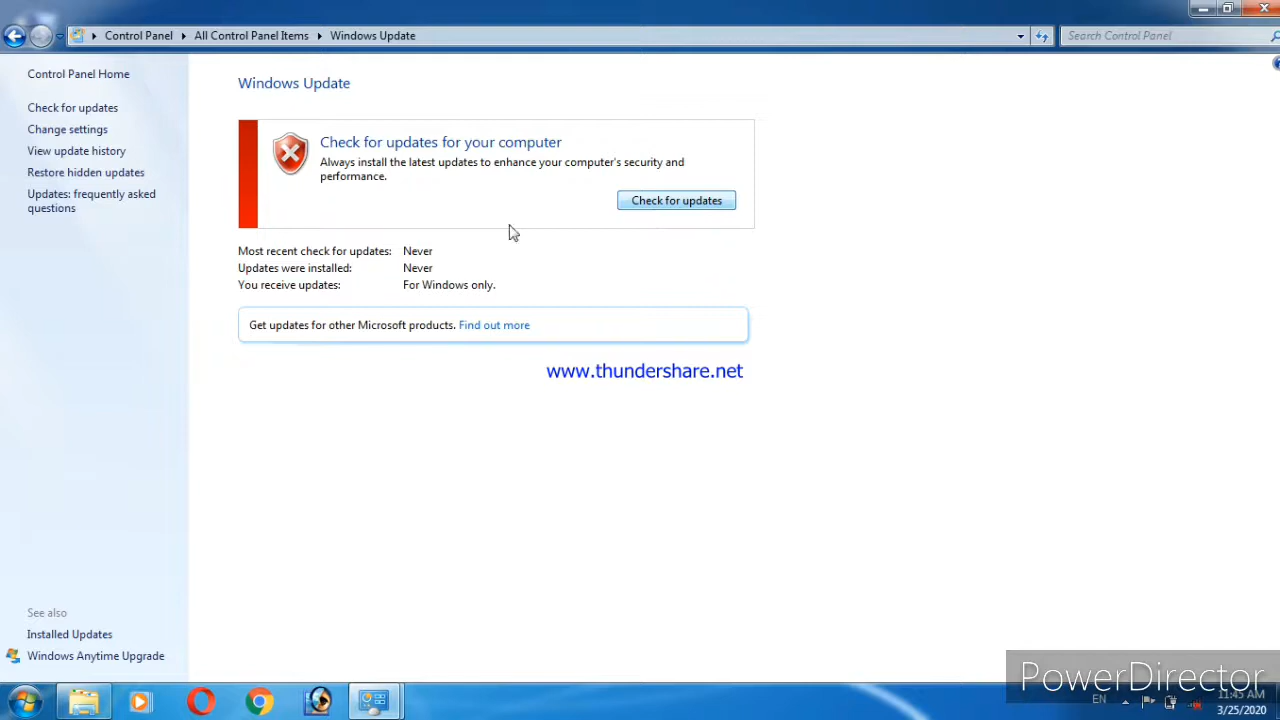 Control Panel
All Control Panel Items
Windows Update
Search Control Panel
Control Panel Home
Check for updates
Change settings
View update history
Restore hidden updates
Updates: frequently asked
questions
See also
Installed Updates
Windows Anytime Upgrade
Windows Update
Check for updates for your computer
Always install the latest updates to enhance your computer's security and
performance.
Check for updates
Most recent check for updates: Never
Updates were installed: Never
You receive updates: For Windows only.
Get updates for other Microsoft products. Find out more
www.thundershare.net
PowerDirector
EN
11:45 AM
3/25/2020